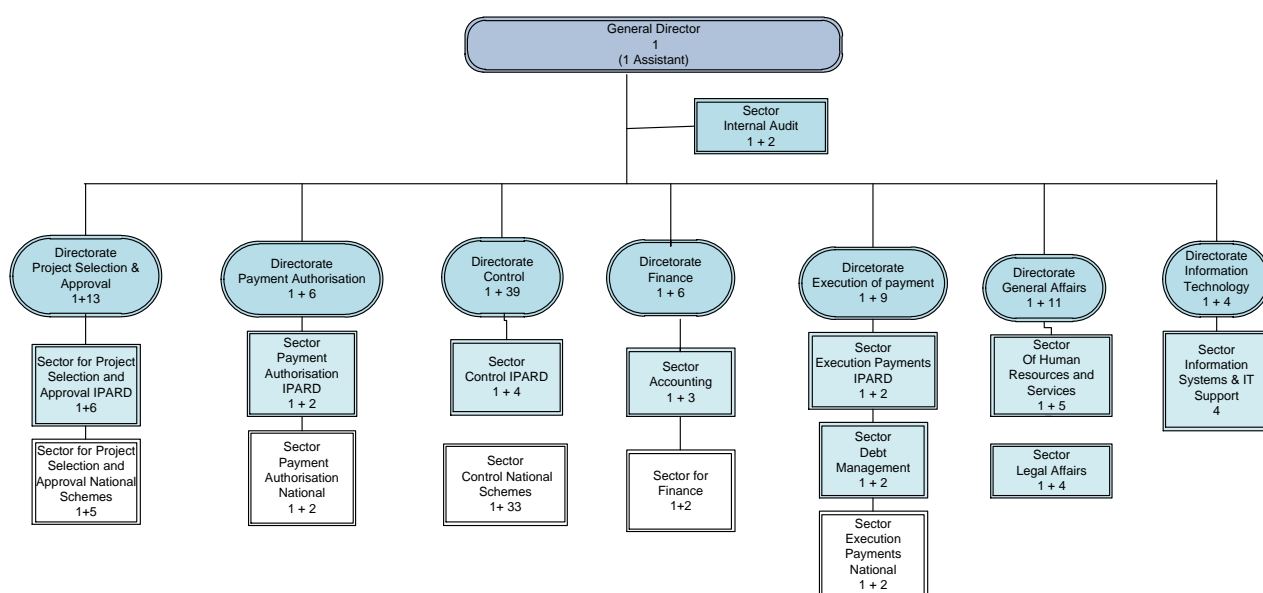 General Director
1
(1 Assistant)
Sector
Internal Audit
1 + 2
Directorate
Project Selection &
Approval
1+13
Directorate
Payment Authorisation
1 + 6
Directorate
Control
1 + 39
Dircetorate
Finance
1 + 6
Dircetorate
Execution of payment
1 + 9
Directorate
General Affairs
1 + 11
Directorate
Information
Technology
1 + 4
Sector for Project
Selection and
Approval IPARD
1+6
Sector
Payment
Authorisation
IPARD
1 + 2
Sector
Control IPARD
1 + 4
Sector
Accounting
1 + 3
Sector
Execution Payments
IPARD
1 + 2
Sector
Of Human
Resources and
Services
1 + 5
Sector
Information
Systems & IT
Support
4
Sector for Project
Selection and
Approval National
Schemes
1+5
Sector
Payment
Authorisation
National
1 + 2
Sector
Control National
Schemes
1+ 33
Sector for
Finance
1+2
Sector
Debt
Management
1 + 2
Sector
Legal Affairs
1 + 4
Sector
Execution
Payments
National
1 + 2